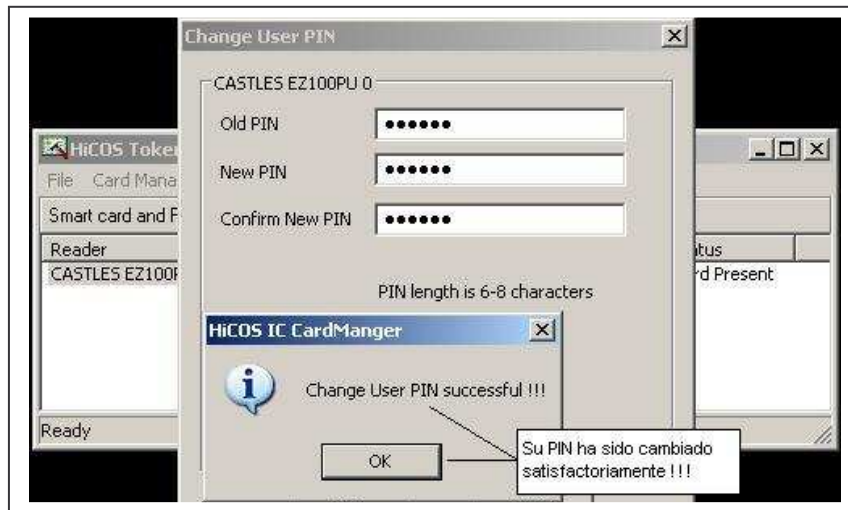 Change User PIN
CASTLES EZ100PU 0
Old PIN
●●●●●●
New PIN
●●●●●●
Confirm New PIN
●●●●●●
PIN length is 6-8 characters
HiCOS Token
File Card Mana
Smart card and
Reader
CASTLES EZ100
tus
rd Present
Ready
HiCOS IC CardManger
Change User PIN successful !!!
OK
Su PIN ha sido cambiado
satisfactoriamente !!!